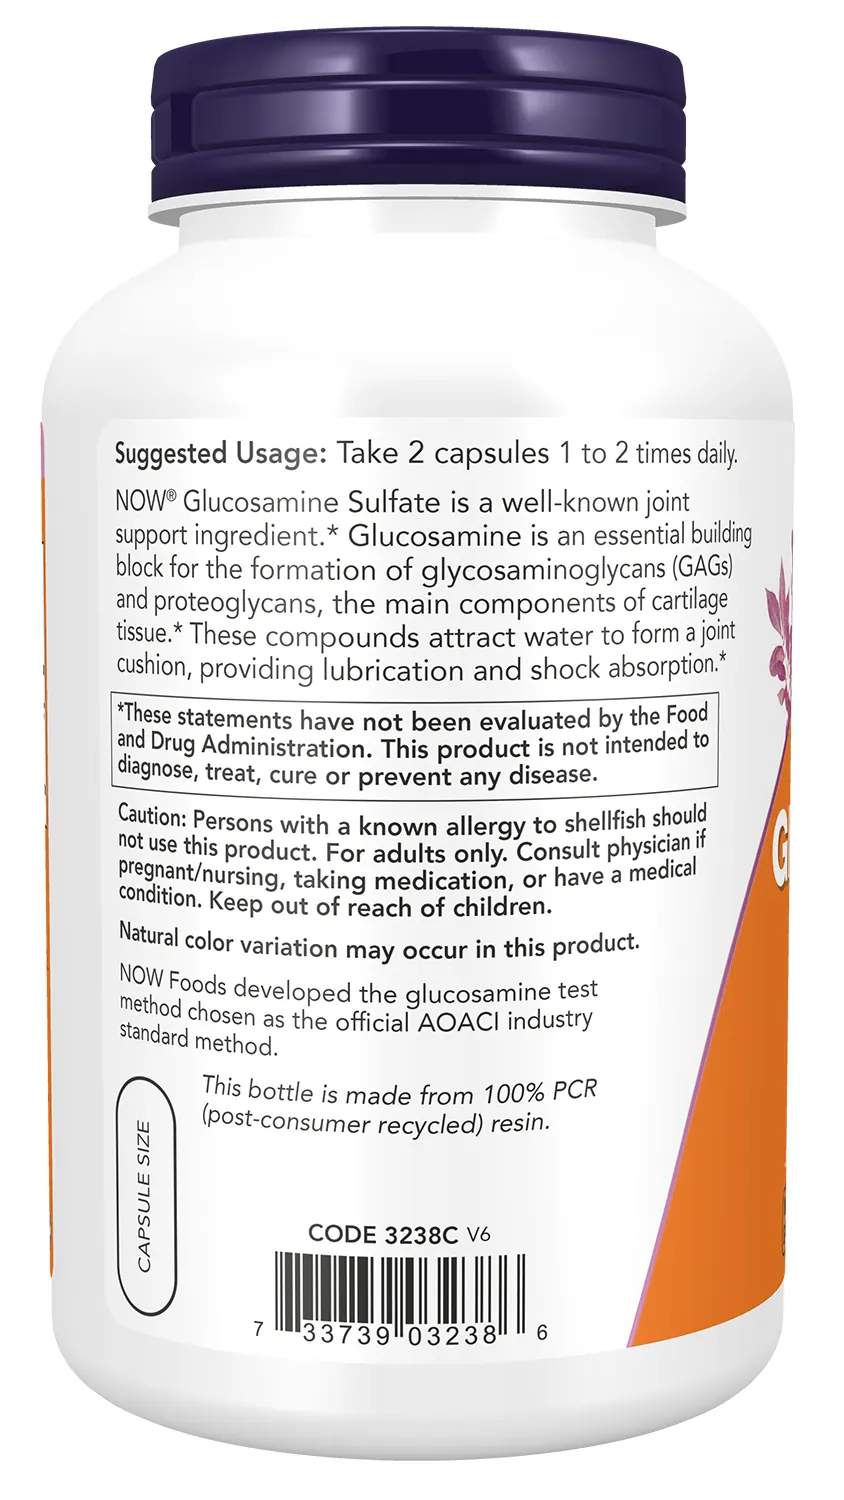 Suggested Usage: Take 2 capsules 1 to 2 times daily.
NOW® Glucosamine Sulfate is a well-known joint
support ingredient.* Glucosamine is an essential building
block for the formation of glycosaminoglycans (GAGs)
and proteoglycans, the main components of cartilage
tissue.* These compounds attract water to form a joint
cushion, providing lubrication and shock absorption.*
*These statements have not been evaluated by the Food
and Drug Administration. This product is not intended to
diagnose, treat, cure or prevent any disease.
Caution: Persons with a known allergy to shellfish should
not use this product. For adults only. Consult physician if
pregnant/nursing, taking medication, or have a medical
condition. Keep out of reach of children.
Natural color variation may occur in this product.
NOW Foods developed the glucosamine test
method chosen as the official AOACI industry
standard method.
This bottle is made from 100% PCR
(post-consumer recycled) resin.
CAPSULE SIZE
CODE 3238C V6
7 33739 03238 6